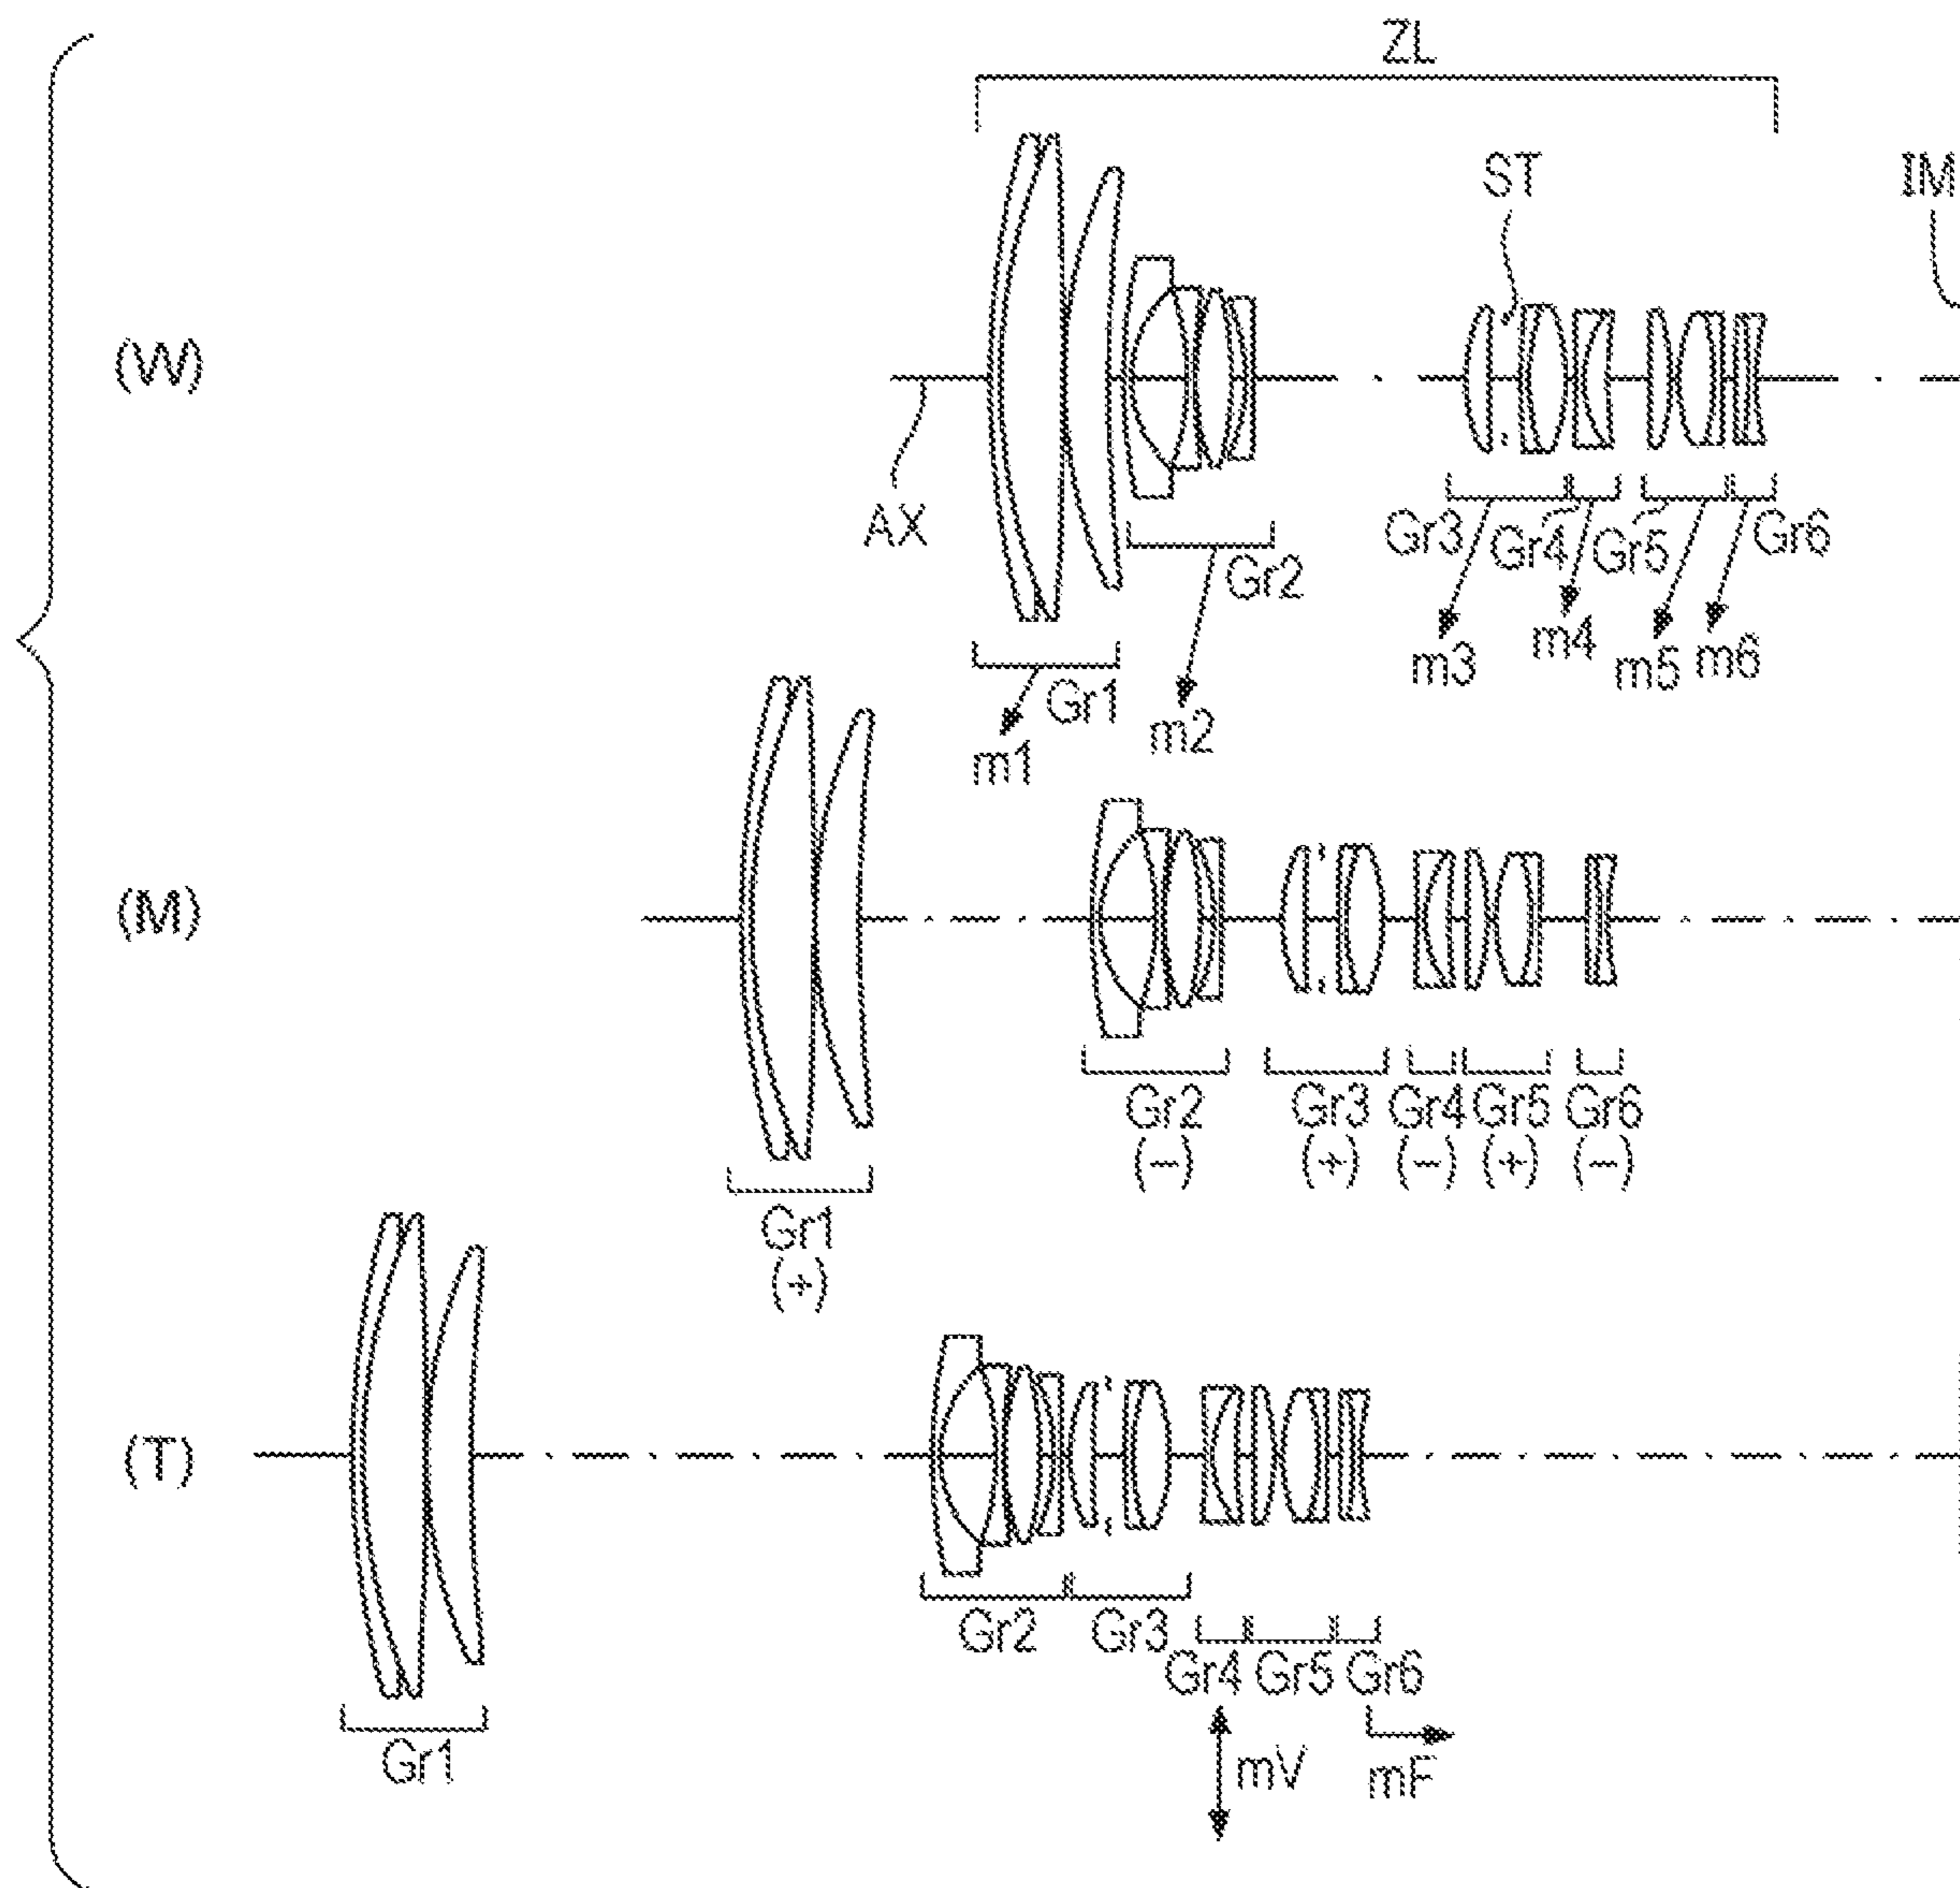 ZL
ST
IM
(W)
AX
Gr3
Gr4
Gr5
Gr6
Gr2
m4
m3
m5
m6
Gr1
m2
m1
(M)
Gr2
Gr3
Gr4
Gr5
Gr6
(-)
(+)
(-)
(+)
(-)
Gr1
(+)
(T)
Gr2
Gr3
Gr4
Gr5
Gr6
Gr1
mV
mF